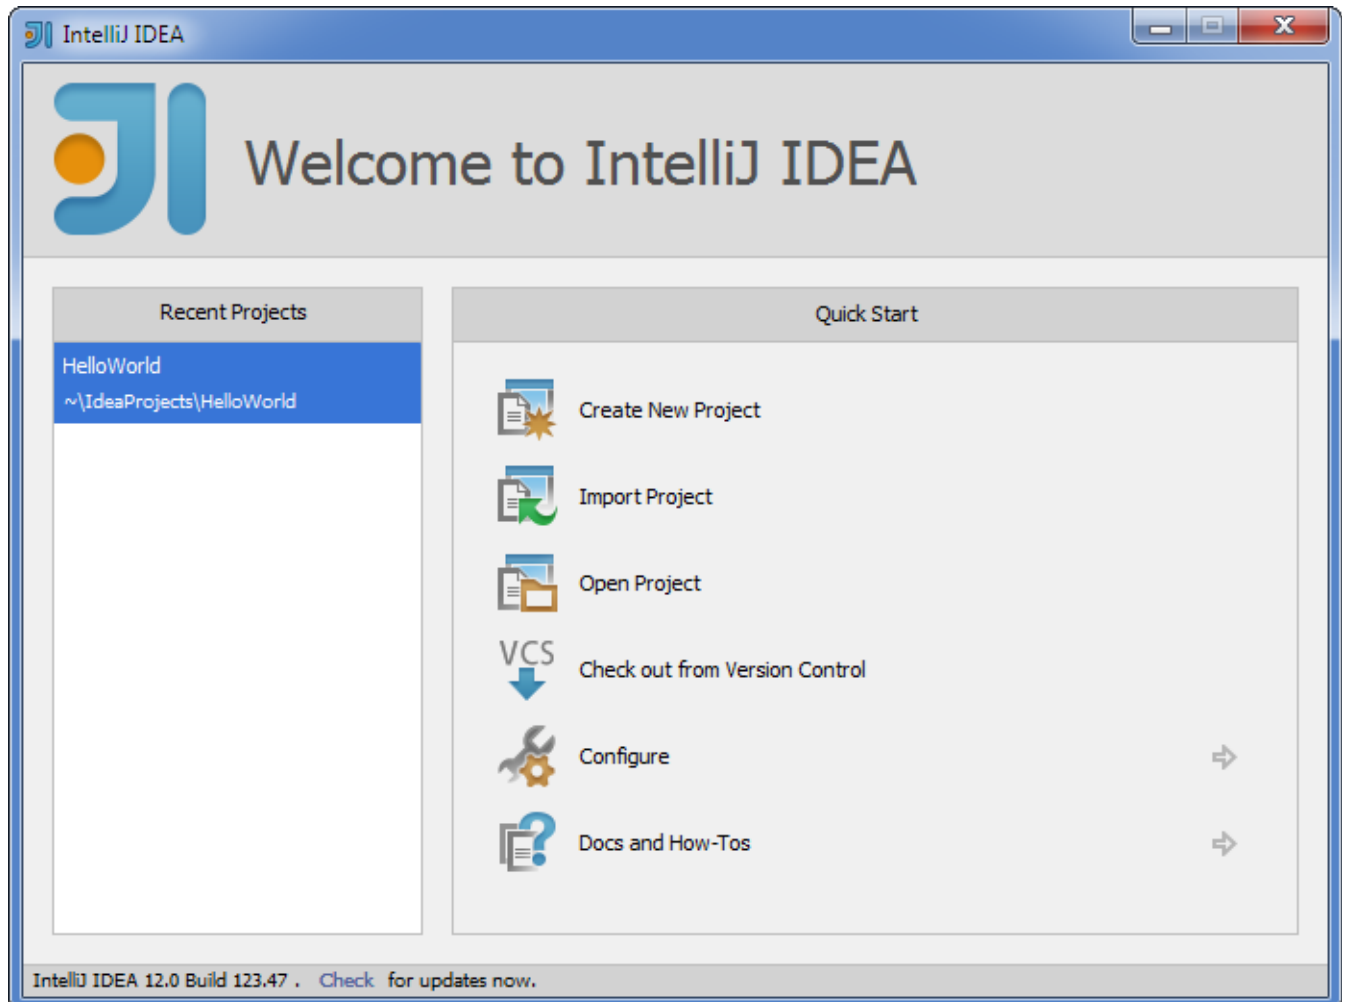 IntelliJ IDEA
Welcome to IntelliJ IDEA
Recent Projects
HelloWorld
~\IdeaProjects\HelloWorld
Quick Start
Create New Project
Import Project
Open Project
VCS
Check out from Version Control
Configure
Docs and How-Tos
IntelliJ IDEA 12.0 Build 123.47 . Check for updates now.